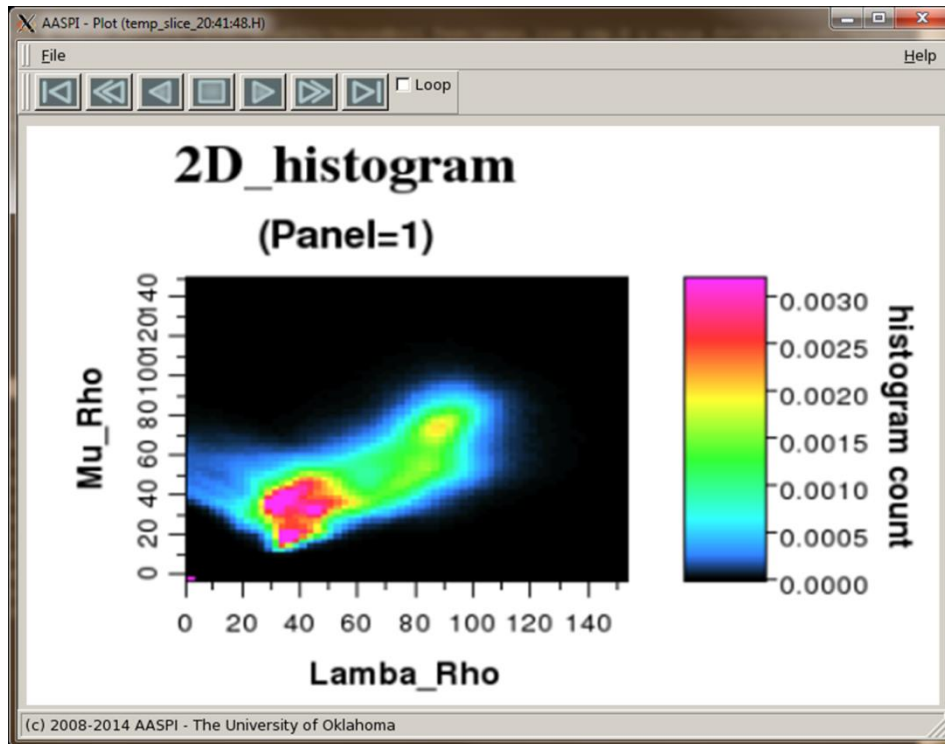 AASPI - Plot (temp_slice_20:41:48.H)
File Help
Loop
2D_histogram
(Panel=1)
Mu_Rho
0 20 40 60 80 100 120 140
0 20 40 60 80 100 120 140
Lamba_Rho
0.0030
0.0025
0.0020
0.0015
0.0010
0.0005
0.0000
histogram count
(c) 2008-2014 AASPI - The University of Oklahoma